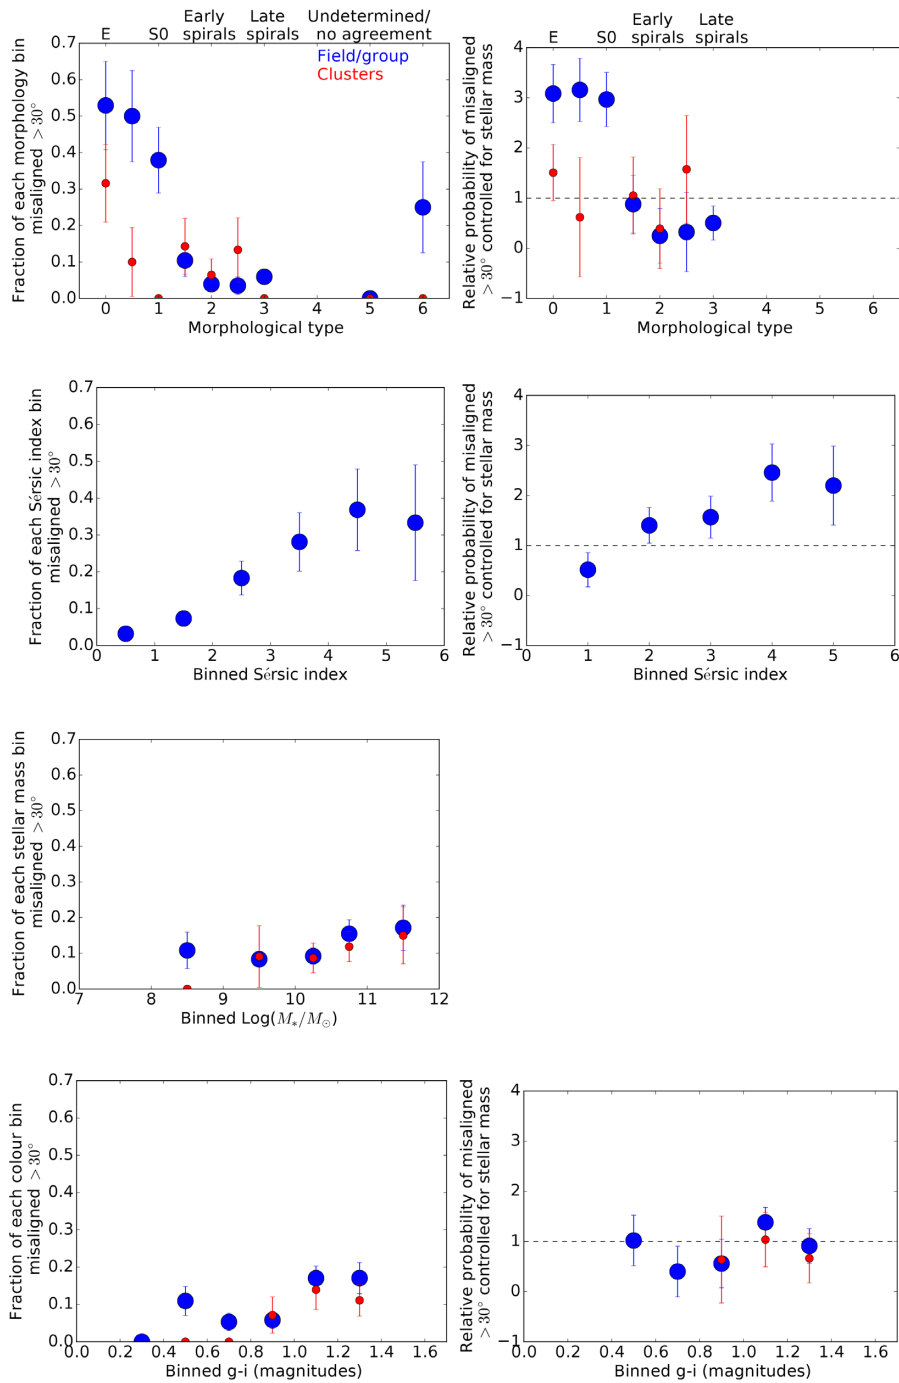 E S0 Early spirals Late spirals Undetermined/ no agreement
Field/group
Clusters
Fraction of each morphology bin
misaligned >30°
0.7
0.6
0.5
0.4
0.3
0.2
0.1
0.0
0 1 2 3 4 5 6
Morphological type
E S0 Early spirals Late spirals
Relative probability of misaligned
>30° controlled for stellar mass
4
3
2
1
0
−1
0 1 2 3 4 5 6
Morphological type
Fraction of each Sérsic index bin
misaligned >30°
0.7
0.6
0.5
0.4
0.3
0.2
0.1
0.0
0 1 2 3 4 5 6
Binned Sérsic index
Relative probability of misaligned
>30° controlled for stellar mass
4
3
2
1
0
−1
0 1 2 3 4 5 6
Binned Sérsic index
Fraction of each stellar mass bin
misaligned >30°
0.7
0.6
0.5
0.4
0.3
0.2
0.1
0.0
7 8 9 10 11 12
Binned Log(M*/M⊙)
Fraction of each colour bin
misaligned >30°
0.7
0.6
0.5
0.4
0.3
0.2
0.1
0.0
0.0 0.2 0.4 0.6 0.8 1.0 1.2 1.4 1.6
Binned g-i (magnitudes)
Relative probability of misaligned
>30° controlled for stellar mass
4
3
2
1
0
−1
0.0 0.2 0.4 0.6 0.8 1.0 1.2 1.4 1.6
Binned g-i (magnitudes)